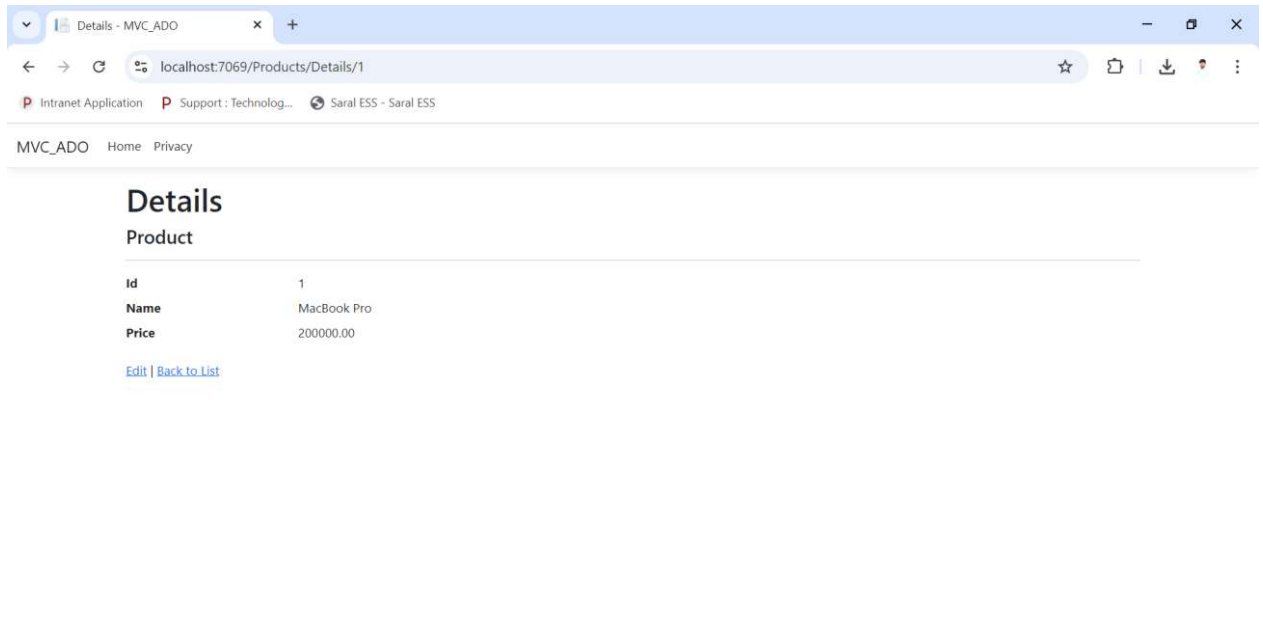 Details - MVC_ADO
localhost:7069/Products/Details/1
P Intranet Application P Support : Technolog... Saral ESS - Saral ESS
MVC_ADO Home Privacy
Details
Product
Id 1
Name MacBook Pro
Price 200000.00
Edit | Back to List